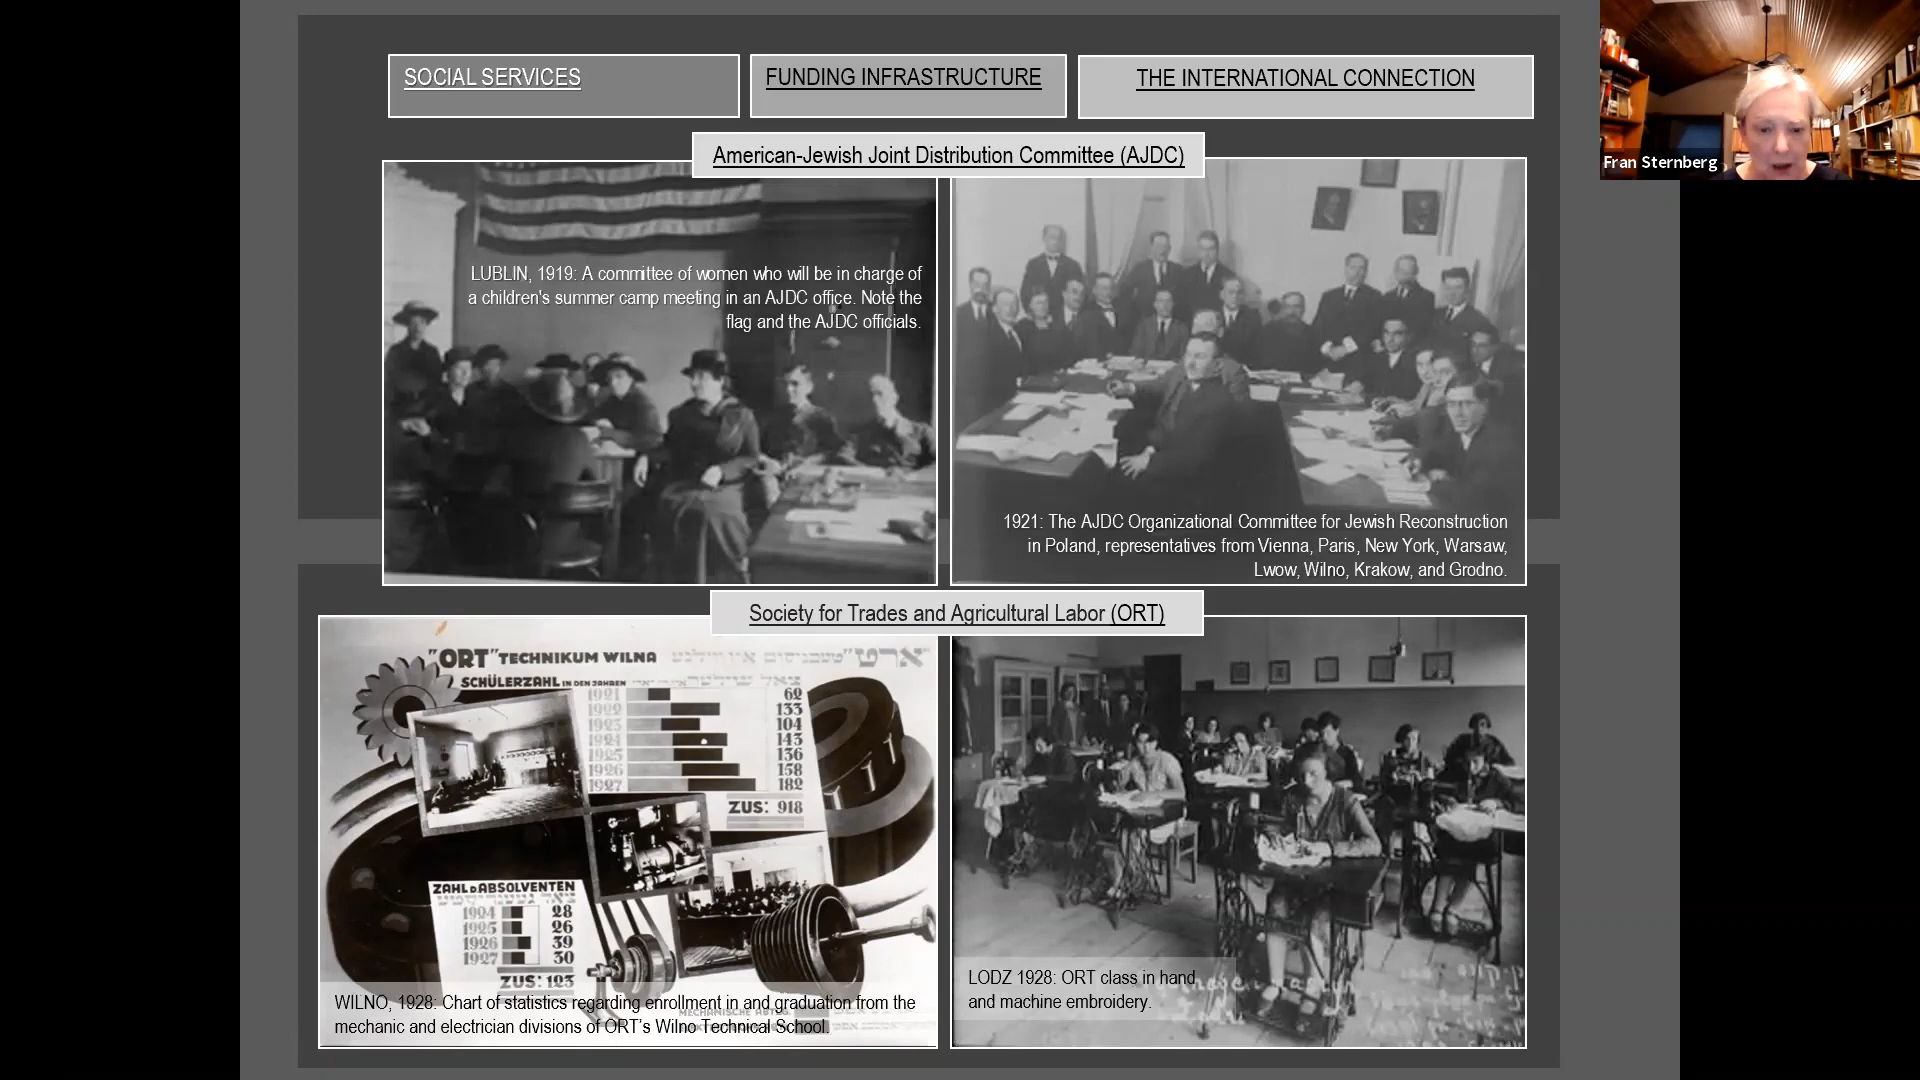 SOCIAL SERVICES
FUNDING INFRASTRUCTURE
THE INTERNATIONAL CONNECTION
Fran Sternberg
American-Jewish Joint Distribution Committee (AJDC)
LUBLIN, 1919: A committee of women who will be in charge of
a children's summer camp meeting in an AJDC office. Note the
flag and the AJDC officials.
1921: The AJDC Organizational Committee for Jewish Reconstruction
in Poland, representatives from Vienna, Paris, New York, Warsaw,
Lwow, Wilno, Krakow, and Grodno.
Society for Trades and Agricultural Labor (ORT)
"ORT" TECHNIKUM WILNA
SCHÜLERZAHL IN DEN JAHREN
1921 62
1922 133
1923 104
1924 143
1925 136
1926 158
1927 182
ZUS: 918
ZAHL D ABSOLVENTEN
1924 28
1925 26
1926 39
1927 30
ZUS: 123
WILNO, 1928: Chart of statistics regarding enrollment in and graduation from the
mechanic and electrician divisions of ORT's Wilno Technical School.
LODZ 1928: ORT class in hand
and machine embroidery.